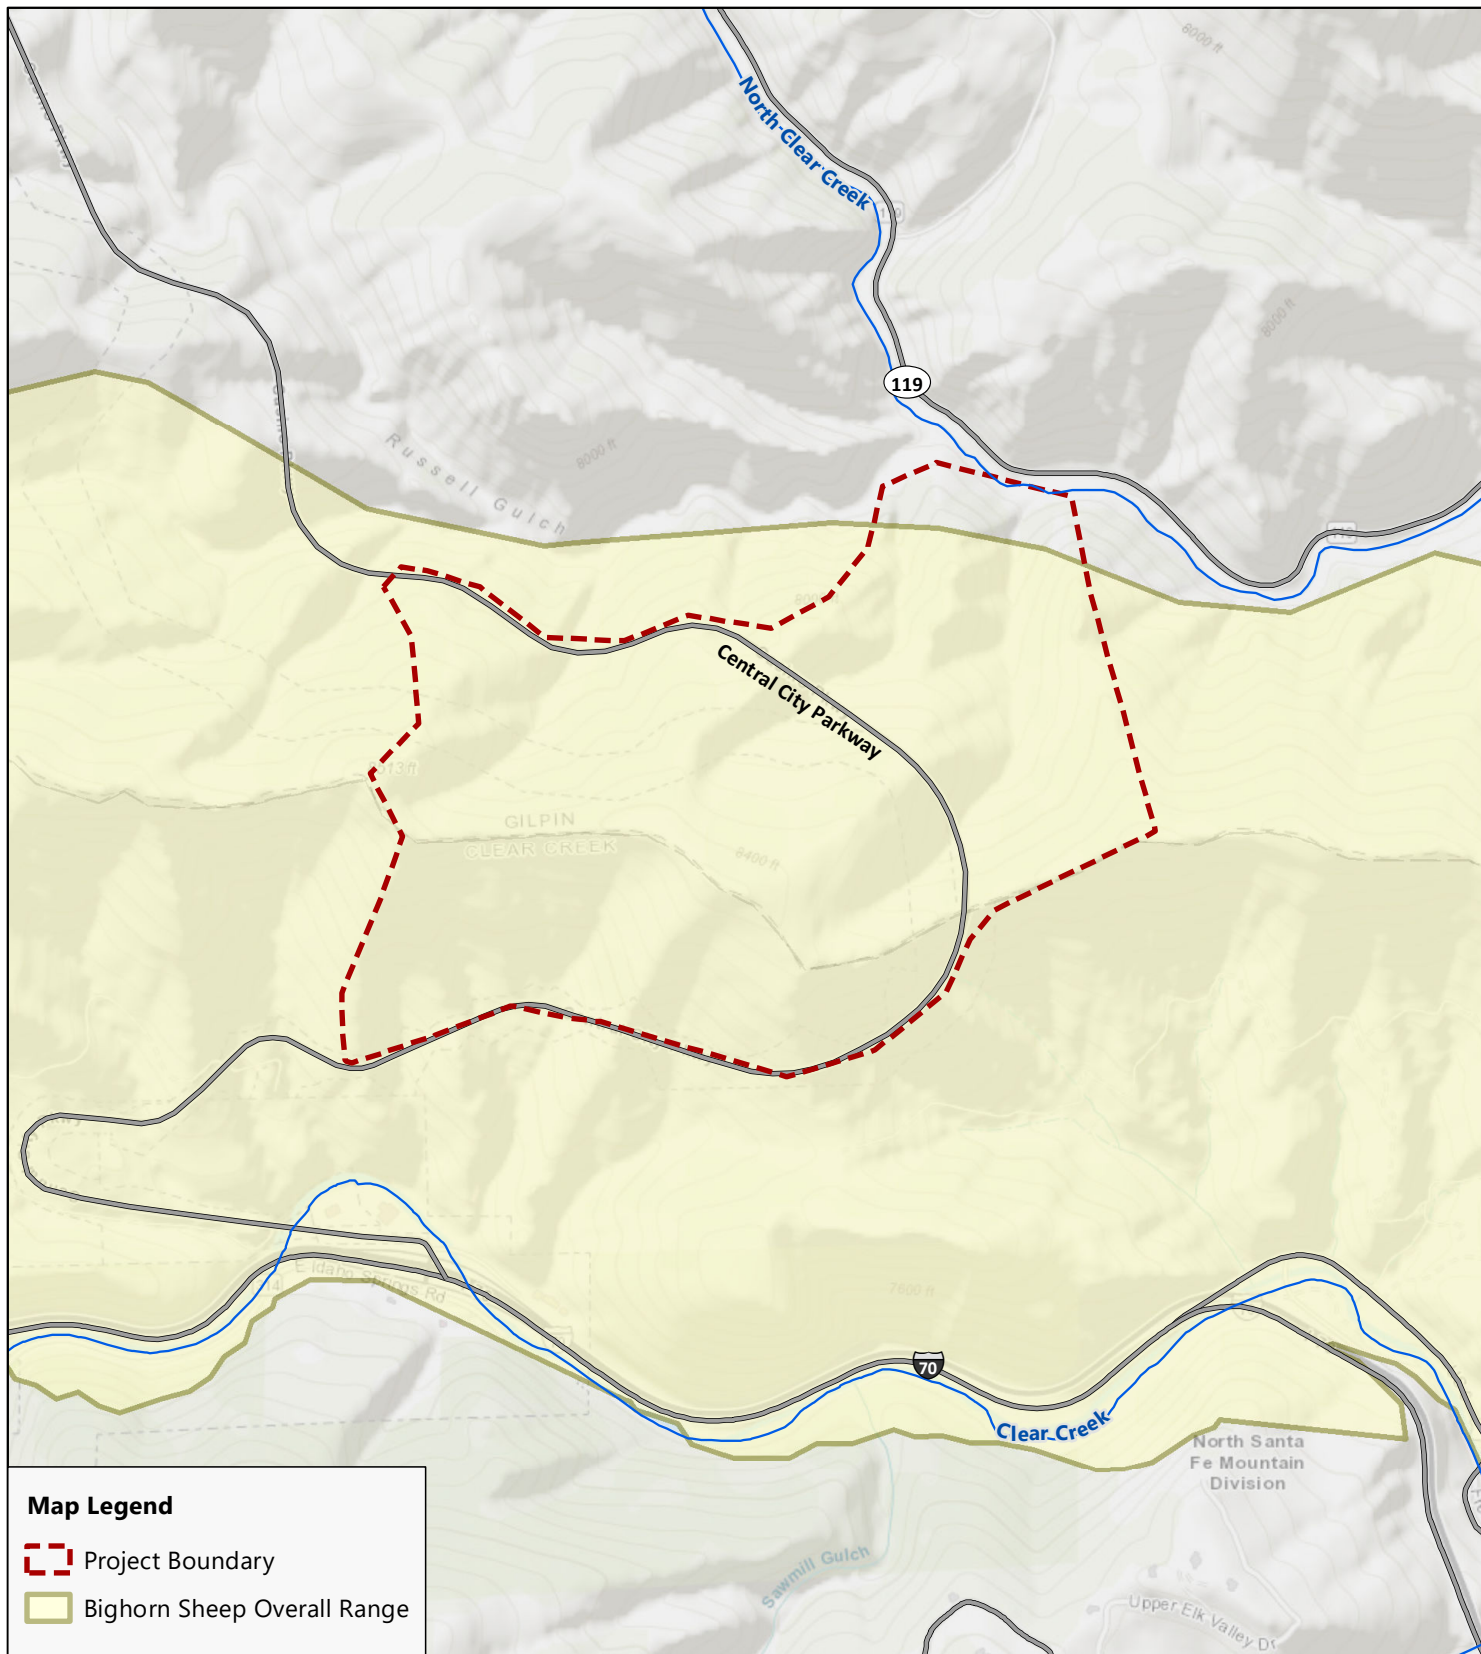 8000 ft
North Clear Creek
119
8000 ft
119
Russell Gulch
8000 ft
119
Central City Parkway
GILPIN
CLEAR CREEK
8400 ft
E Idaho Springs Rd
7600 ft
70
Clear Creek
North Santa
Fe Mountain
Division
Sawmill Gulch
Upper Elk Valley Dr
Map Legend
Project Boundary
Bighorn Sheep Overall Range